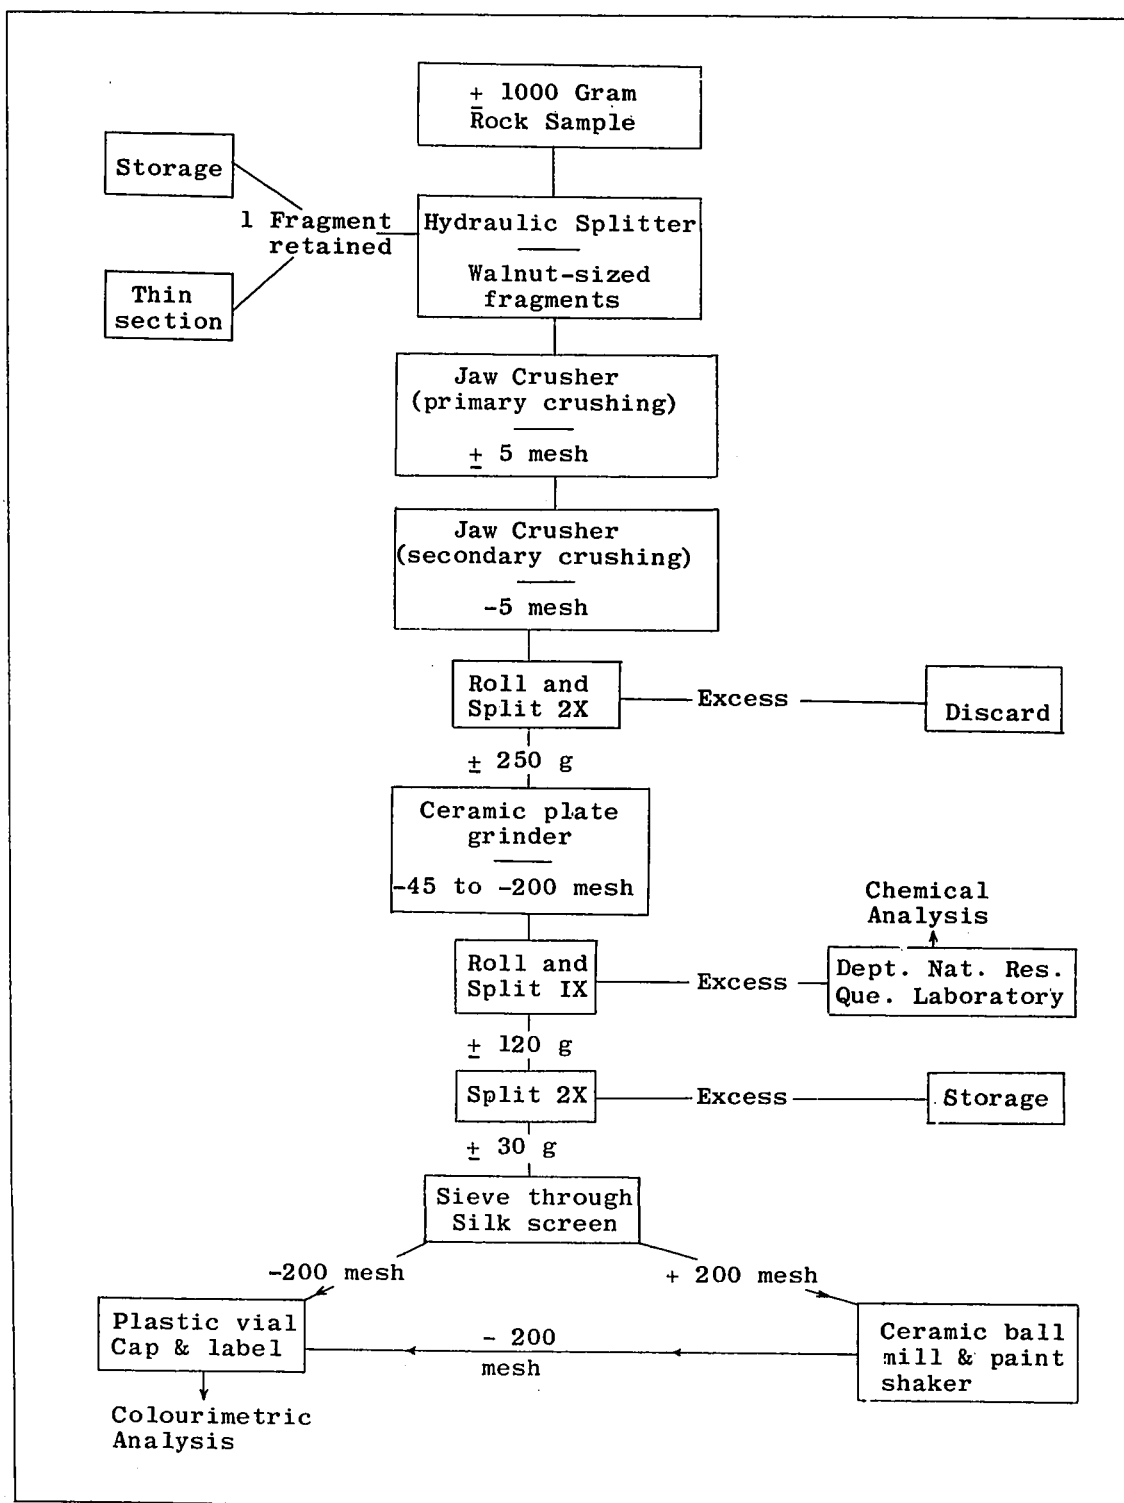 ± 1000 Gram
Rock Sample
Storage
1 Fragment
retained
Thin
section
Hydraulic Splitter
Walnut-sized
fragments
Jaw Crusher
(primary crushing)
± 5 mesh
Jaw Crusher
(secondary crushing)
-5 mesh
Roll and
Split 2X
Excess
Discard
± 250 g
Ceramic plate
grinder
-45 to -200 mesh
Roll and
Split IX
Excess
Dept. Nat. Res.
Que. Laboratory
Chemical
Analysis
± 120 g
Split 2X
Excess
Storage
± 30 g
Sieve through
Silk screen
-200 mesh
+ 200 mesh
Plastic vial
Cap & label
- 200
mesh
Ceramic ball
mill & paint
shaker
Colourimetric
Analysis